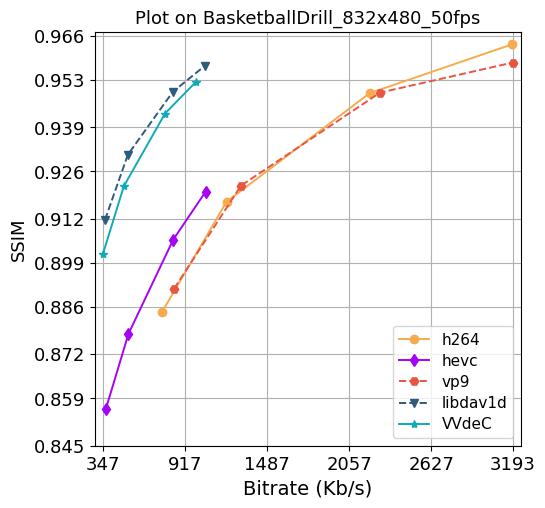 Plot on BasketballDrill_832x480_50fps
0.966
0.953
0.939
0.926
0.912
0.899
0.886
0.872
0.859
0.845
SSIM
347 917 1487 2057 2627 3193
Bitrate (Kb/s)
h264
hevc
vp9
libdav1d
VVdeC